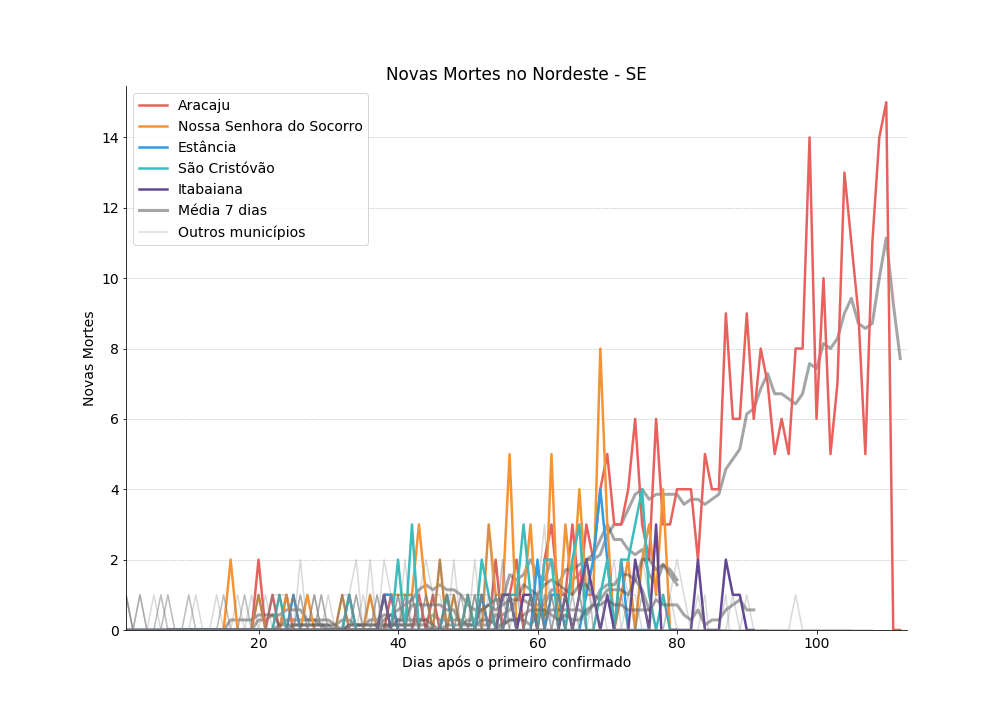 Novas Mortes no Nordeste - SE
Aracaju
Nossa Senhora do Socorro
Estância
São Cristóvão
Itabaiana
Média 7 dias
Outros municípios
14
12
10
8
6
4
2
0
Novas Mortes
20 40 60 80 100
Dias após o primeiro confirmado